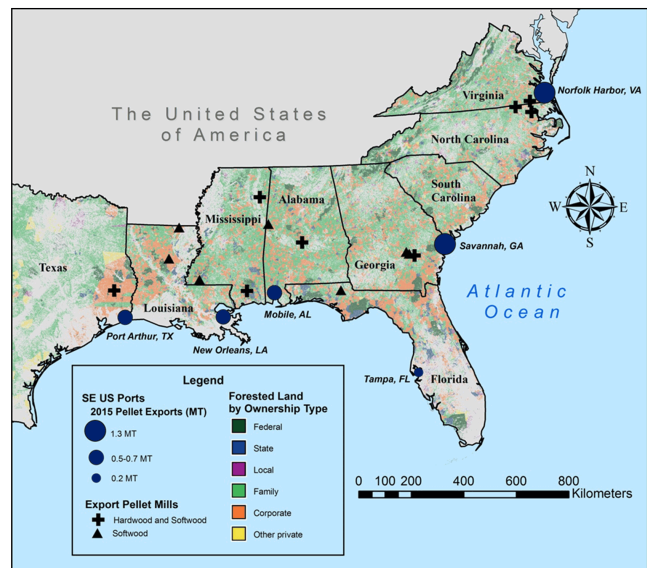 The United States
of America
Virginia
Norfolk Harbor, VA
North Carolina
South
Carolina
Alabama
Mississippi
Georgia
Savannah, GA
Texas
Louisiana
Port Arthur, TX
New Orleans, LA
Mobile, AL
Tampa, FL
Florida
Atlantic
Ocean
N
W
E
S
Legend
SE US Ports
2015 Pellet Exports (MT)
1.3 MT
0.5-0.7 MT
0.2 MT
Export Pellet Mills
Hardwood and Softwood
Softwood
Forested Land
by Ownership Type
Federal
State
Local
Family
Corporate
Other private
0 100 200 400 600 800
Kilometers